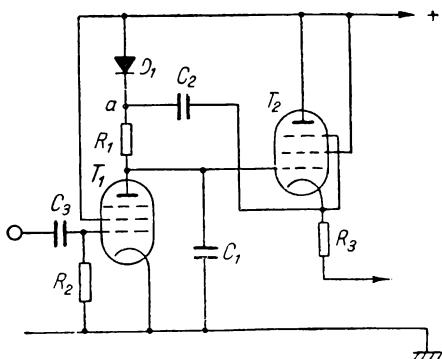 +
D₁
C₂
a
T₂
R₁
T₁
C₃
R₃
C₁
R₂